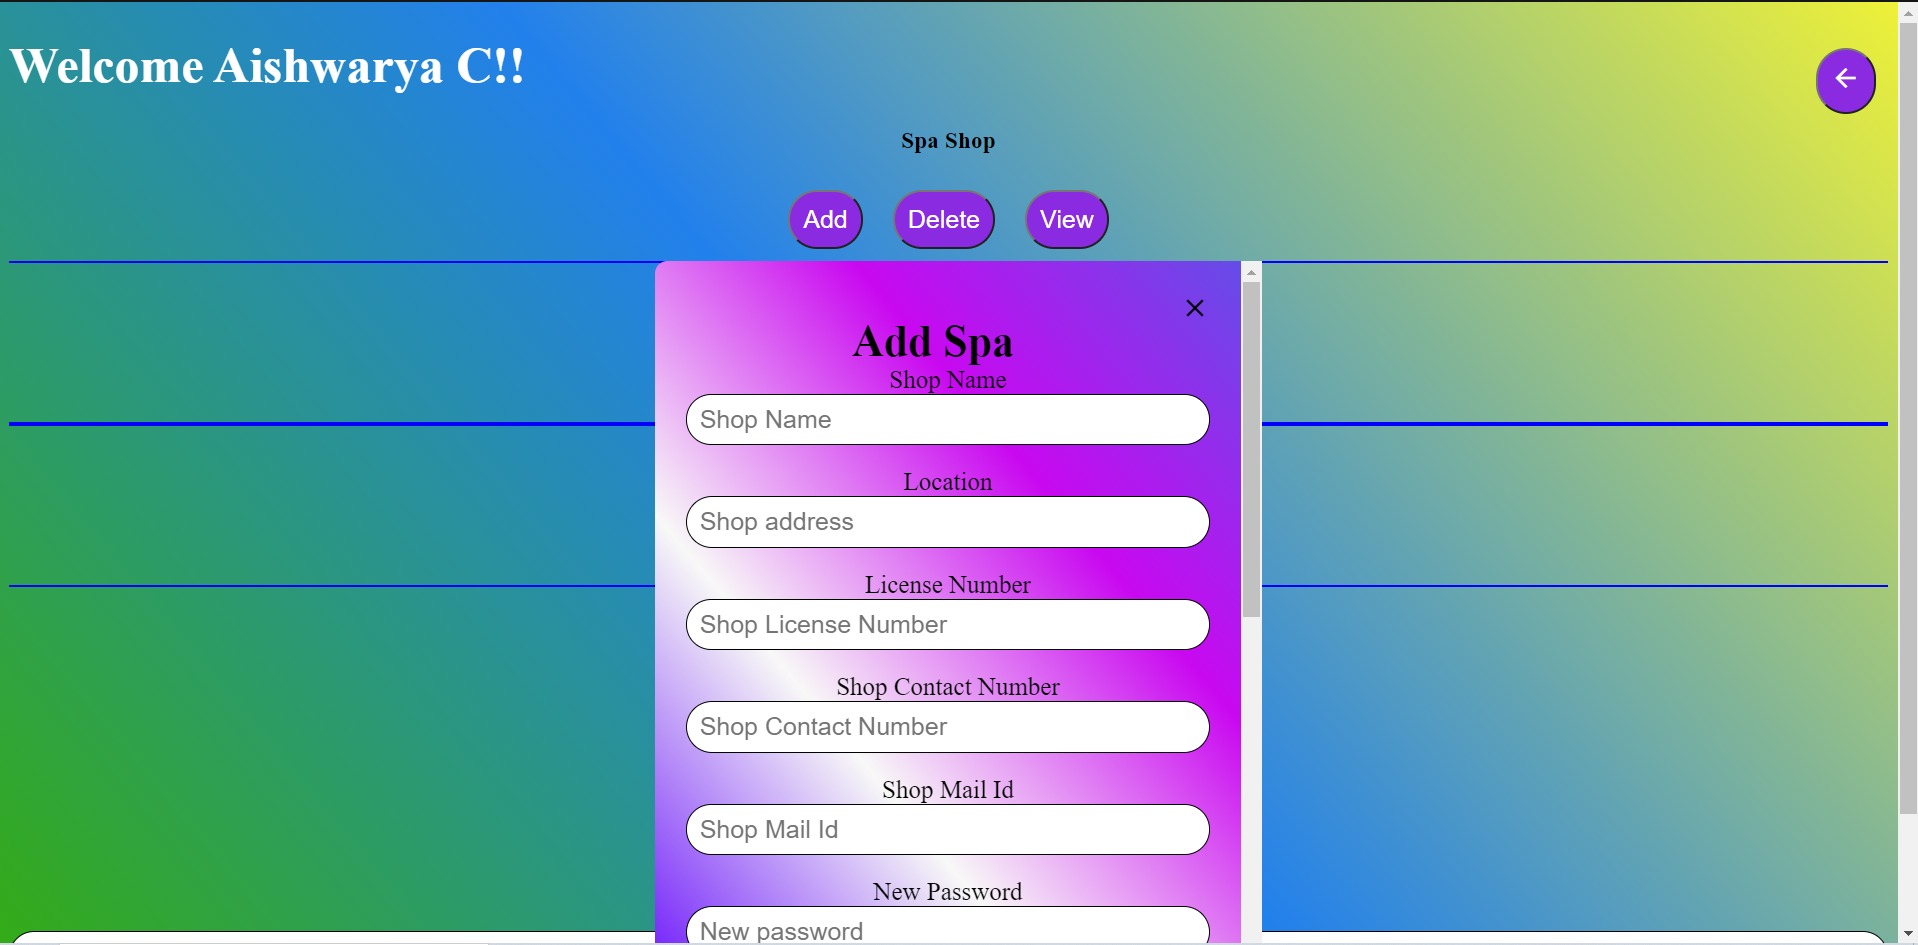 Welcome Aishwarya C!!
Spa Shop
Add Delete View
Add Spa
Shop Name
Shop Name
Location
Shop address
License Number
Shop License Number
Shop Contact Number
Shop Contact Number
Shop Mail Id
Shop Mail Id
New Password
New password